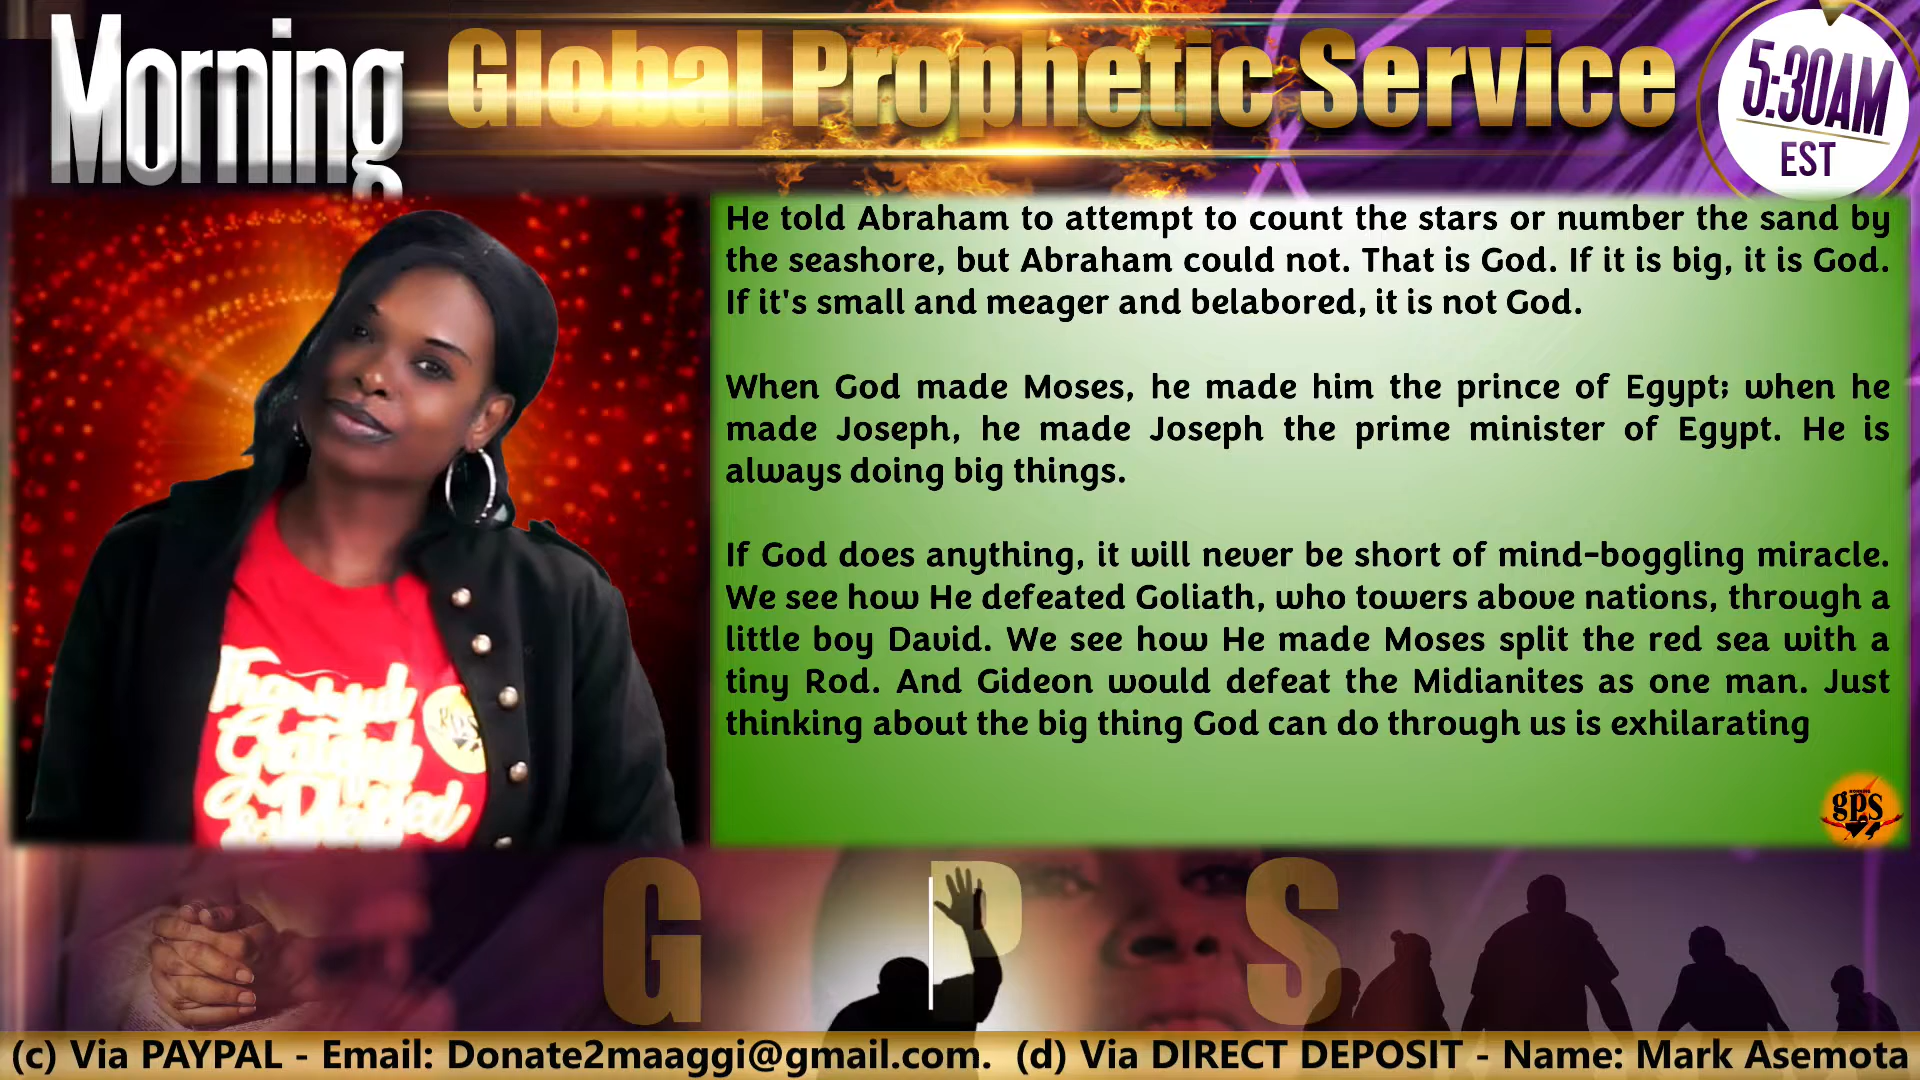 Morning
Global Prophetic Service
5:30AM
EST
He told Abraham to attempt to count the stars or number the sand by
the seashore, but Abraham could not. That is God. If it is big, it is God.
If it's small and meager and belabored, it is not God.
When God made Moses, he made him the prince of Egypt; when he
made Joseph, he made Joseph the prime minister of Egypt. He is
always doing big things.
If God does anything, it will never be short of mind-boggling miracle.
We see how He defeated Goliath, who towers above nations, through a
little boy David. We see how He made Moses split the red sea with a
tiny Rod. And Gideon would defeat the Midianites as one man. Just
thinking about the big thing God can do through us is exhilarating
Thankful
Grateful
& Blessed
gps
G P S
(c) Via PAYPAL - Email: Donate2maaggi@gmail.com. (d) Via DIRECT DEPOSIT - Name: Mark Asemota